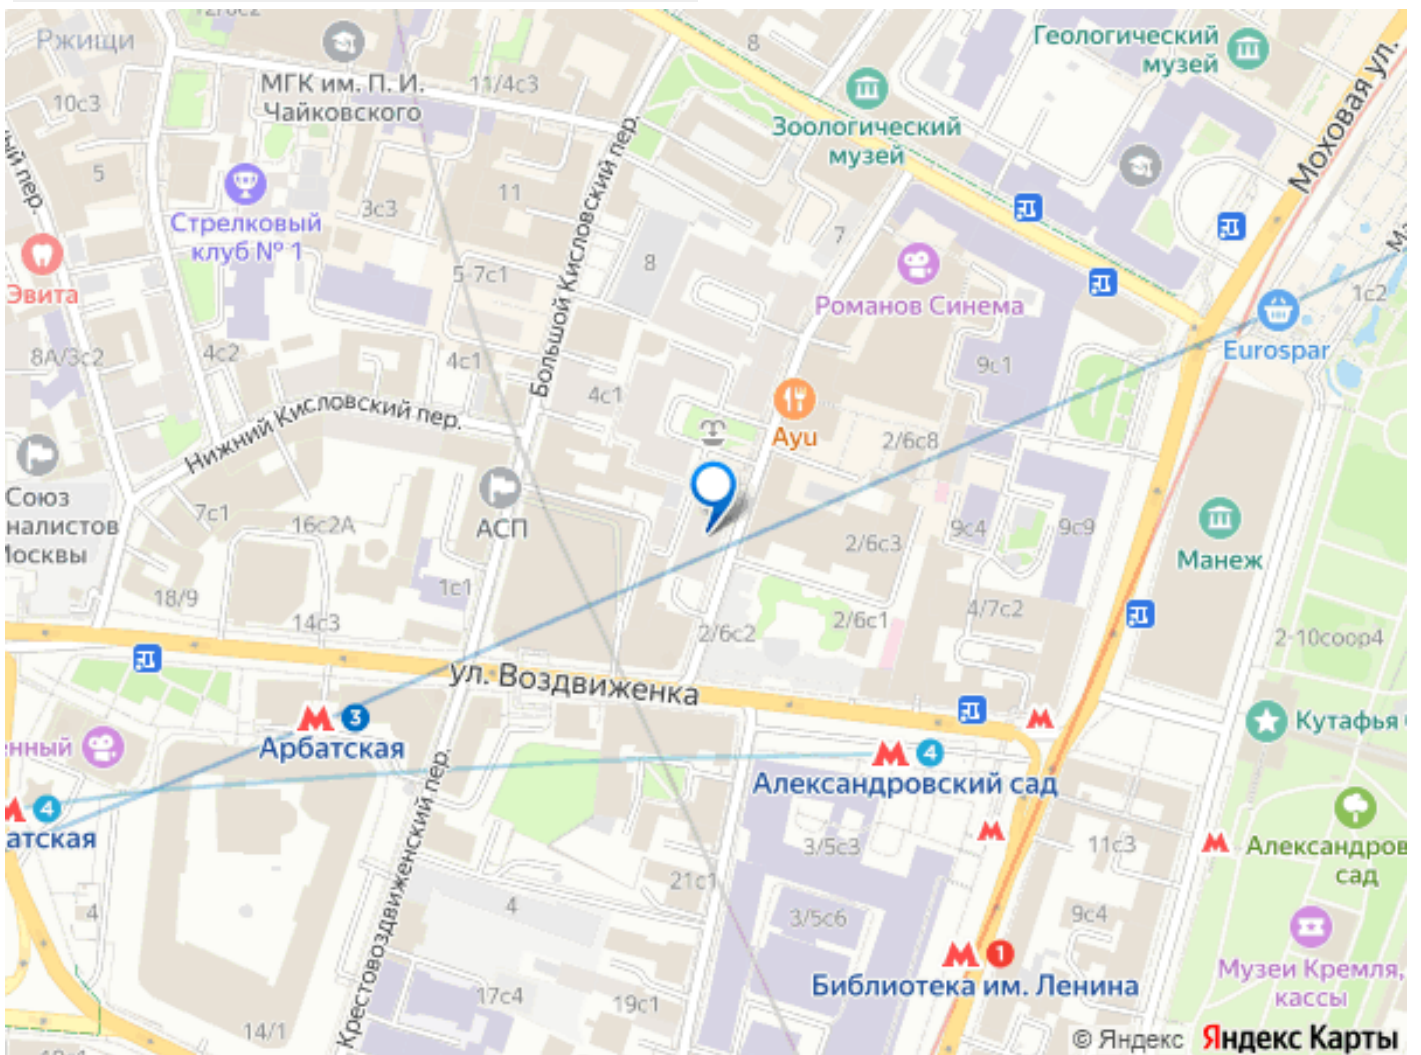 12/6с2
Ржищи
МГК им. П. И.
Чайковского
11/4с3
8
Геологический
музей
Моховая ул.
10с3
Зоологический
музей
ный пер.
5
Стрелковый
клуб № 1
3с3
11
Большой Кисловский пер.
8
7
Эвита
5-7с1
Романов Синема
1с2
Eurospar
8А/3с2
4с2
4с1
4с1
9с1
Нижний Кисловский пер.
Ayu
2/6с8
Союз
налистов
Москвы
7с1
16с2А
АСП
2/6с3
9с4
9с9
Манеж
18/9
14с3
1с1
2/6с2
2/6с1
4/7с2
2-10соор4
ул. Воздвиженка
3
Арбатская
енный
4
Александровский сад
Кутафья
4
атская
Крестовоздвиженский пер.
3/5с3
11с3
Александров
сад
21с1
4
4
3/5с6
9с4
1
Библиотека им. Ленина
Музеи Кремля,
кассы
17с4
19с1
14/1
© Яндекс Яндекс Карты